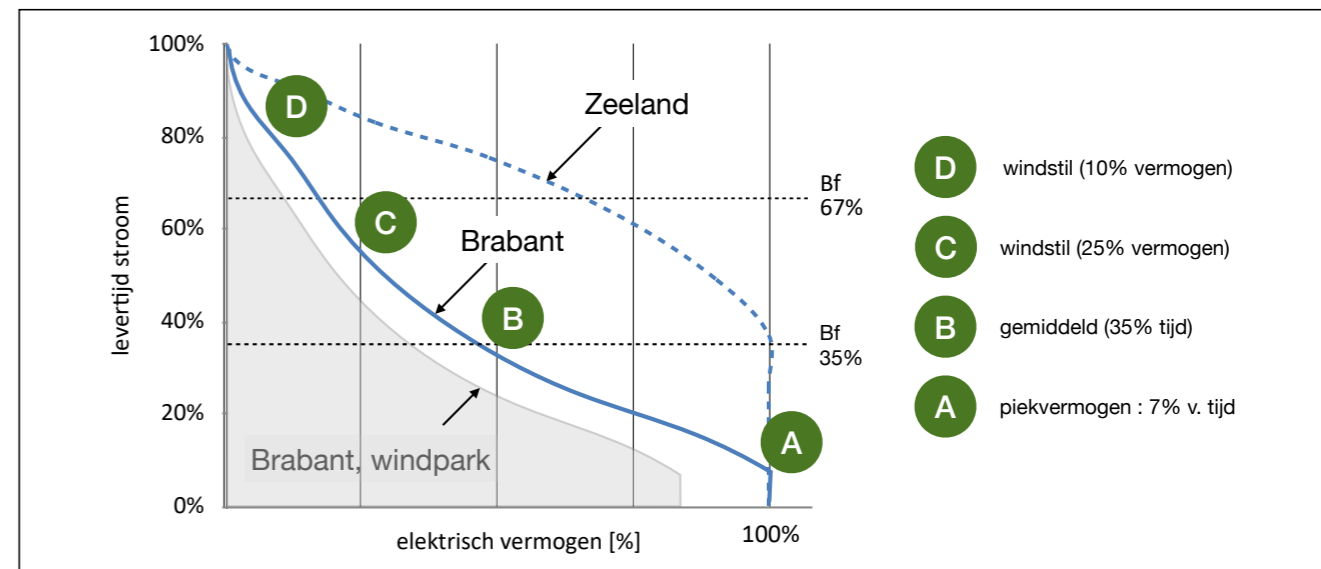 100%
80%
60%
40%
20%
0%
levertijd stroom
D
Zeeland
C
Brabant
B
A
Brabant, windpark
Bf
67%
Bf
35%
elektrisch vermogen [%]
100%
D windstil (10% vermogen)
C windstil (25% vermogen)
B gemiddeld (35% tijd)
A piekvermogen : 7% v. tijd